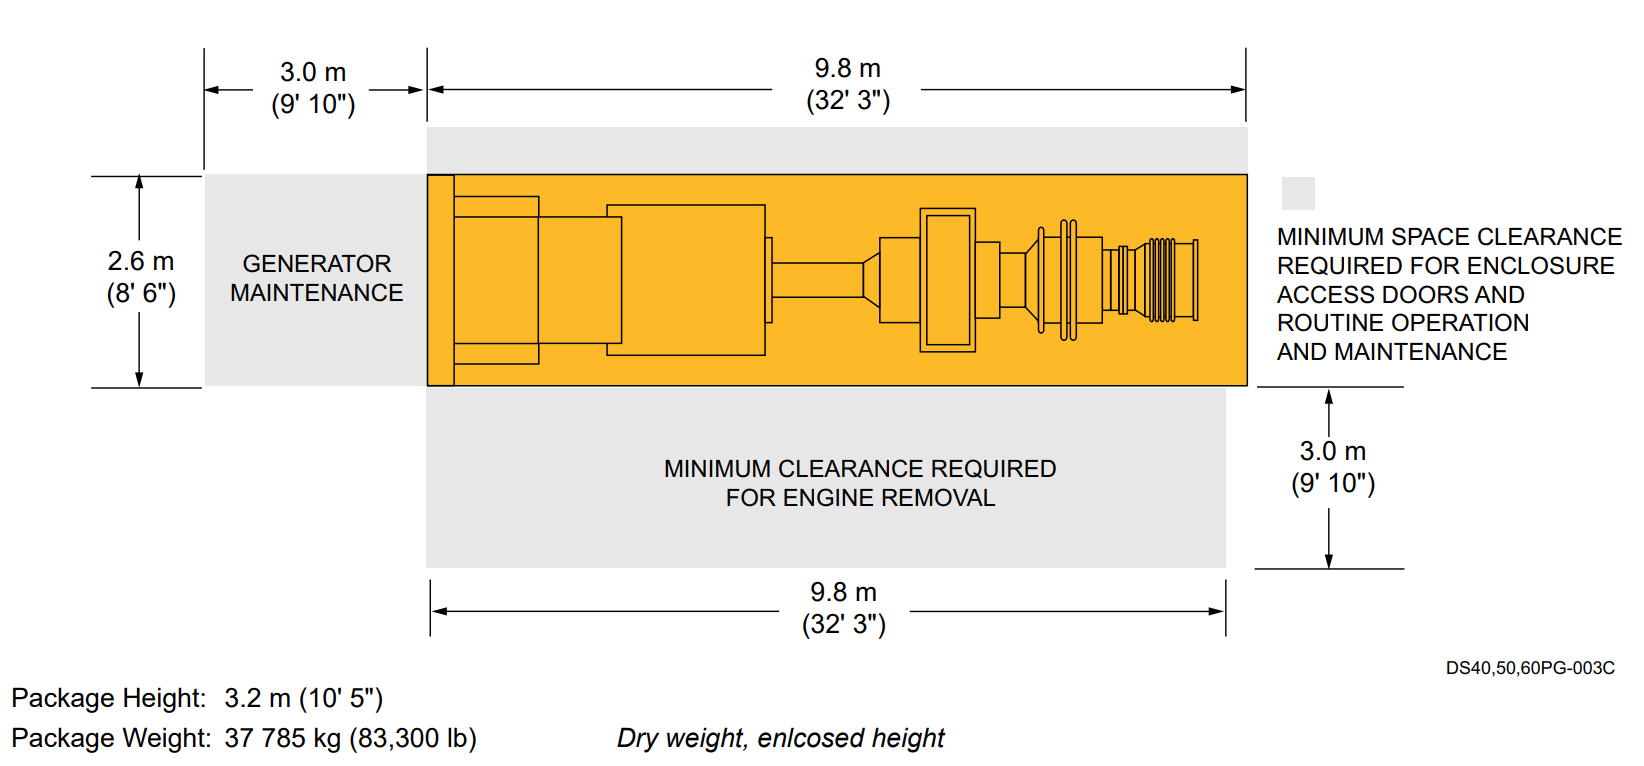 3.0 m
(9' 10")
9.8 m
(32' 3")
2.6 m
(8' 6")
GENERATOR
MAINTENANCE
MINIMUM SPACE CLEARANCE
REQUIRED FOR ENCLOSURE
ACCESS DOORS AND
ROUTINE OPERATION
AND MAINTENANCE
MINIMUM CLEARANCE REQUIRED
FOR ENGINE REMOVAL
3.0 m
(9' 10")
9.8 m
(32' 3")
DS40,50,60PG-003C
Package Height: 3.2 m (10' 5")
Package Weight: 37 785 kg (83,300 lb)
Dry weight, enlcosed height